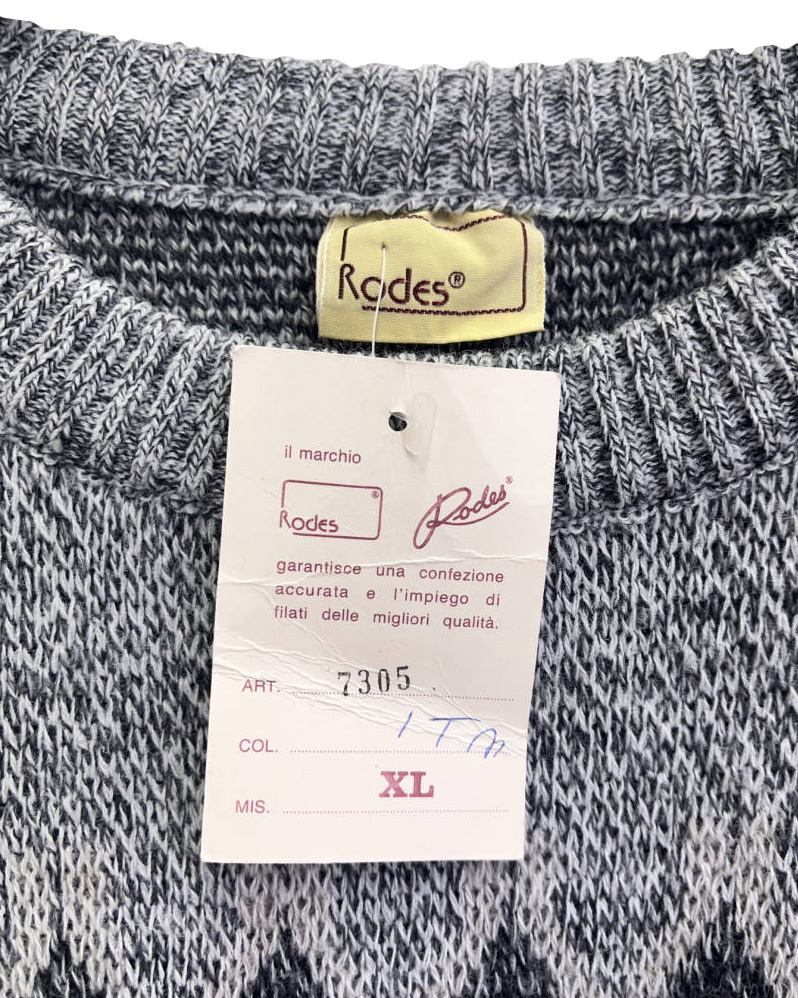 Rodes®
il marchio
Rodes ®
Rodes®
garantisce una confezione
accurata e l'impiego di
filati delle migliori qualità.
ART. 7305
COL.
MIS. XL